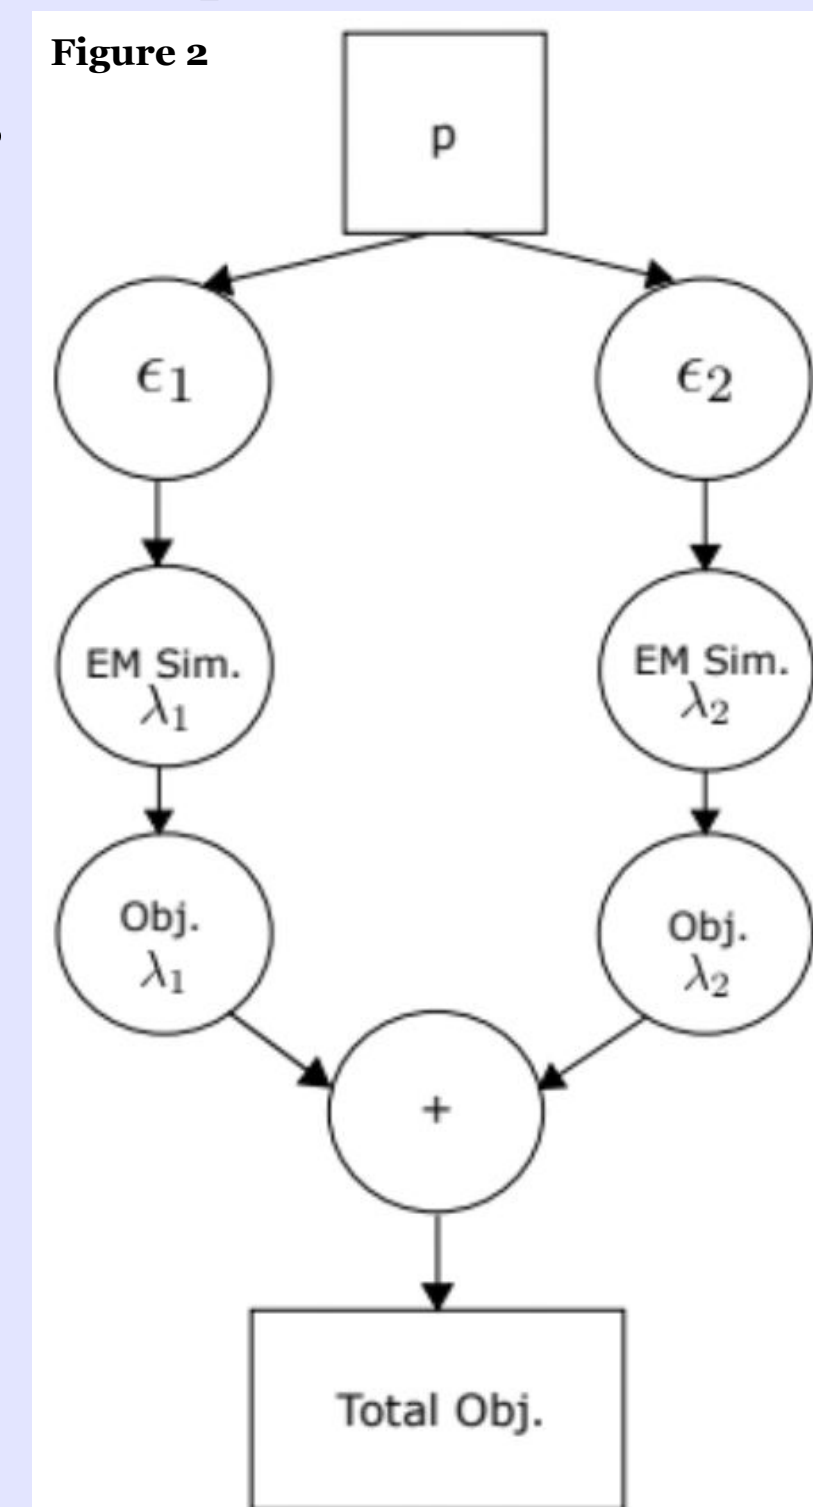 Figure 2
p
ϵ1
ϵ2
EM Sim.
λ1
EM Sim.
λ2
Obj.
λ1
Obj.
λ2
+
Total Obj.